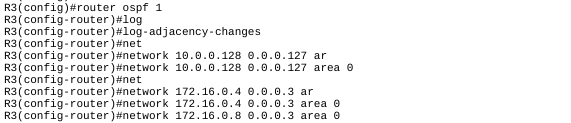 R3(config)#router ospf 1
R3(config-router)#log
R3(config-router)#log-adjacency-changes
R3(config-router)#net
R3(config-router)#network 10.0.0.128 0.0.0.127 ar
R3(config-router)#network 10.0.0.128 0.0.0.127 area 0
R3(config-router)#net
R3(config-router)#network 172.16.0.4 0.0.0.3 ar
R3(config-router)#network 172.16.0.4 0.0.0.3 area 0
R3(config-router)#network 172.16.0.8 0.0.0.3 area 0